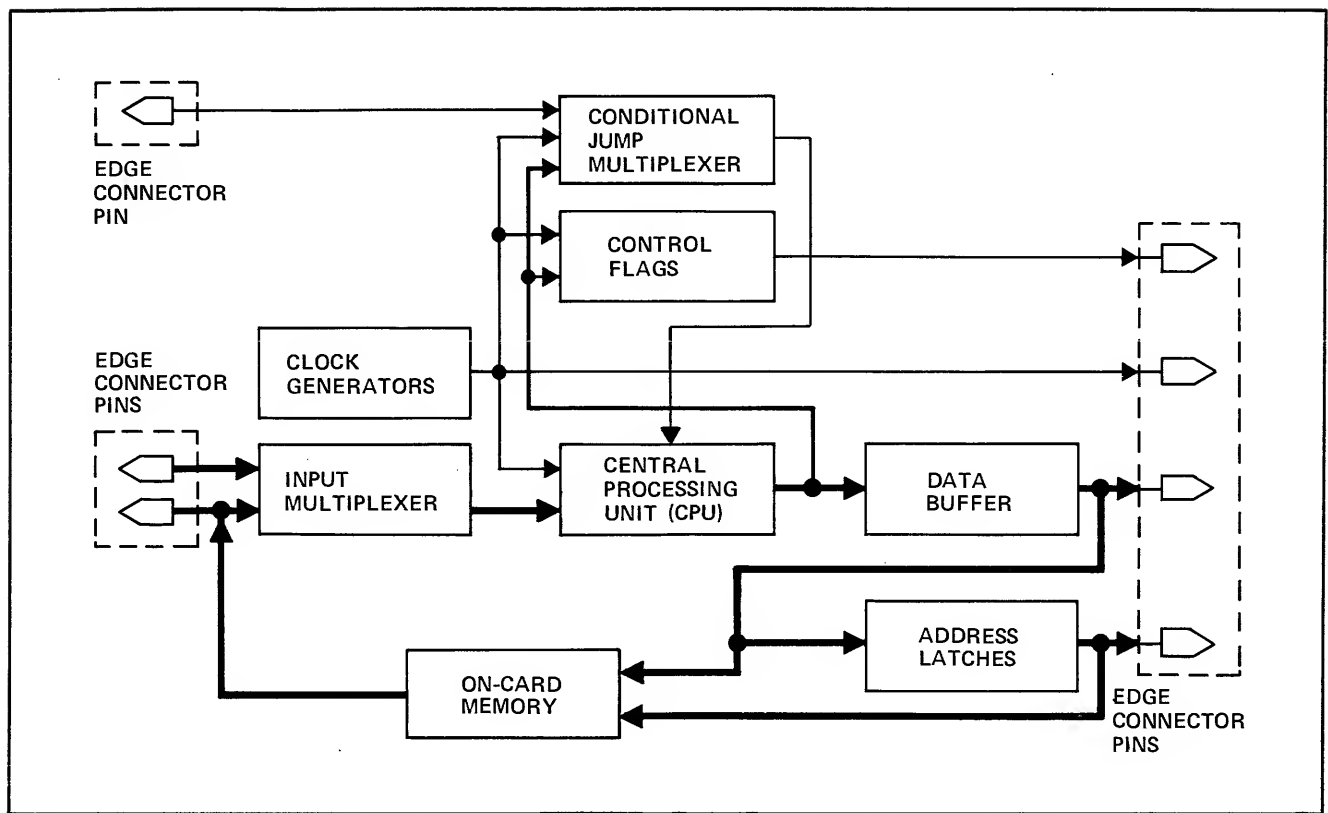 CONDITIONAL
JUMP
MULTIPLEXER
EDGE
CONNECTOR
PIN
CONTROL
FLAGS
EDGE
CONNECTOR
PINS
CLOCK
GENERATORS
INPUT
MULTIPLEXER
CENTRAL
PROCESSING
UNIT (CPU)
DATA
BUFFER
ADDRESS
LATCHES
ON-CARD
MEMORY
EDGE
CONNECTOR
PINS